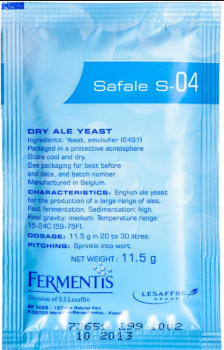 Safale S-04
DRY ALE YEAST
Ingredients: Yeast, emulsifier (E491)
Packaged in a protective atmosphere
Store cool and dry.
See packaging for best before
end date, and batch number.
Manufactured in Belgium.
CHARACTERISTICS: English ale yeast
for the production of a large range of ales.
Fast fermentation. Sedimentation: high.
Final gravity: medium. Temperature range:
15-24C (59-75F).
DOSAGE: 11.5 g in 20 to 30 litres.
PITCHING: Sprinkle into wort.
NET WEIGHT: 11.5 g
FERMENTIS
Division of S.I.Lesaffre
LESAFFRE
GROUP
10 2013